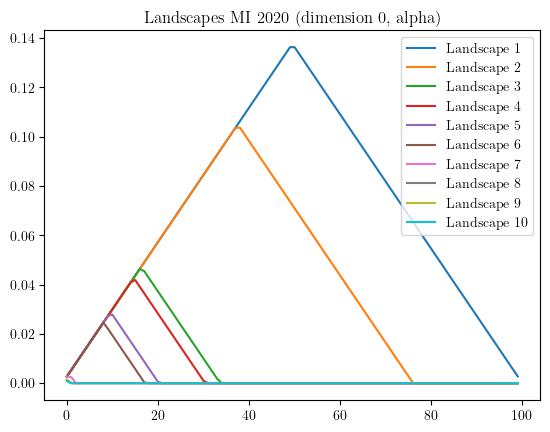 Landscapes MI 2020 (dimension 0, alpha)
0.14
0.12
0.10
0.08
0.06
0.04
0.02
0.00
Landscape 1
Landscape 2
Landscape 3
Landscape 4
Landscape 5
Landscape 6
Landscape 7
Landscape 8
Landscape 9
Landscape 10
0 20 40 60 80 100